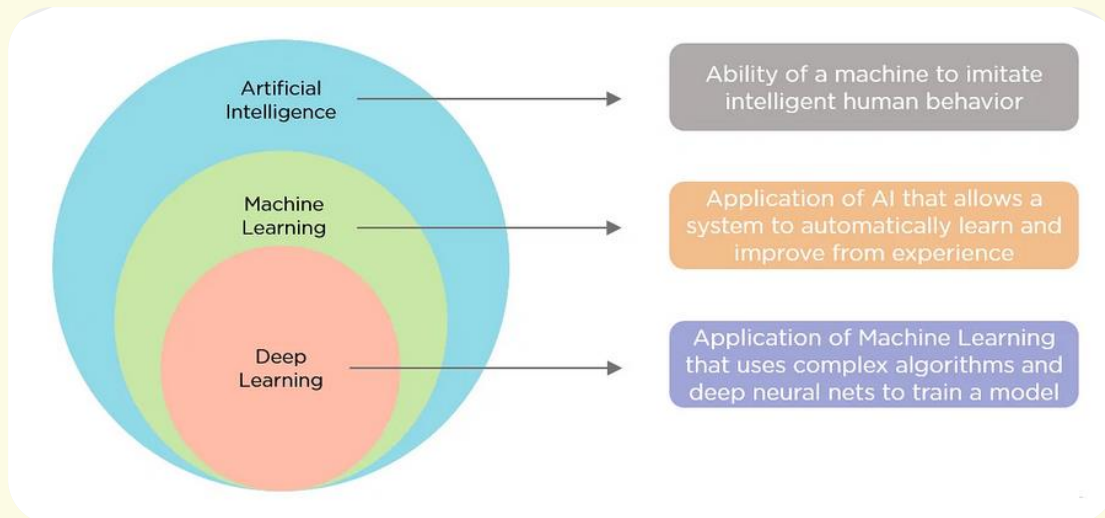 Artificial
Intelligence
Ability of a machine to imitate
intelligent human behavior
Machine
Learning
Application of AI that allows a
system to automatically learn and
improve from experience
Deep
Learning
Application of Machine Learning
that uses complex algorithms and
deep neural nets to train a model